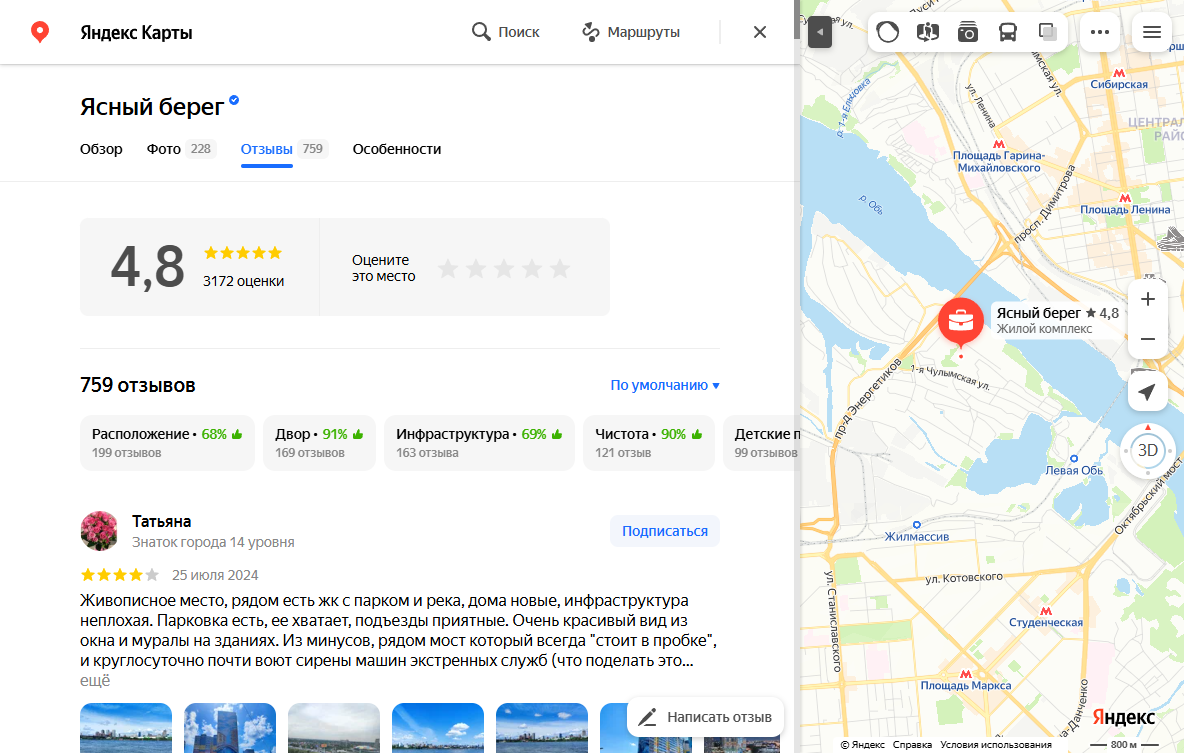 Яндекс Карты
Поиск
Маршруты
Ясный берег
Обзор
Фото 228
Отзывы 759
Особенности
4,8
3172 оценки
Оцените
это место
759 отзывов
По умолчанию
Расположение • 68%
199 отзывов
Двор • 91%
169 отзывов
Инфраструктура • 69%
163 отзыва
Чистота • 90%
121 отзыв
Детские п
99 отзывов
Татьяна
Знаток города 14 уровня
Подписаться
25 июля 2024
Живописное место, рядом есть жк с парком и река, дома новые, инфраструктура
неплохая. Парковка есть, ее хватает, подъезды приятные. Очень красивый вид из
окна и муралы на зданиях. Из минусов, рядом мост который всегда "стоит в пробке",
и круглосуточно почти воют сирены машин экстренных служб (что поделать это...
ещё
Написать отзыв
Сибирская
ул. Ленина
р. 1-я Ельцовка
ЦЕНТРАЛ
РАЙО
Площадь Гарина-
Михайловского
р. Обь
просп. Димитрова
Площадь Ленина
Ясный берег ★ 4,8
Жилой комплекс
1-я Чулымская ул.
пр-д Энергетиков
3D
Левая Обь
Октябрьский мост
Жилмассив
ул. Котовского
ул. Станиславского
Студенческая
Площадь Маркса
Яндекс
© Яндекс
Справка
Условия использования
800 м